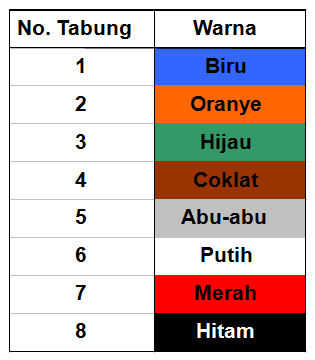 No. Tabung Warna
1 Biru
2 Oranye
3 Hijau
4 Coklat
5 Abu-abu
6 Putih
7 Merah
8 Hitam